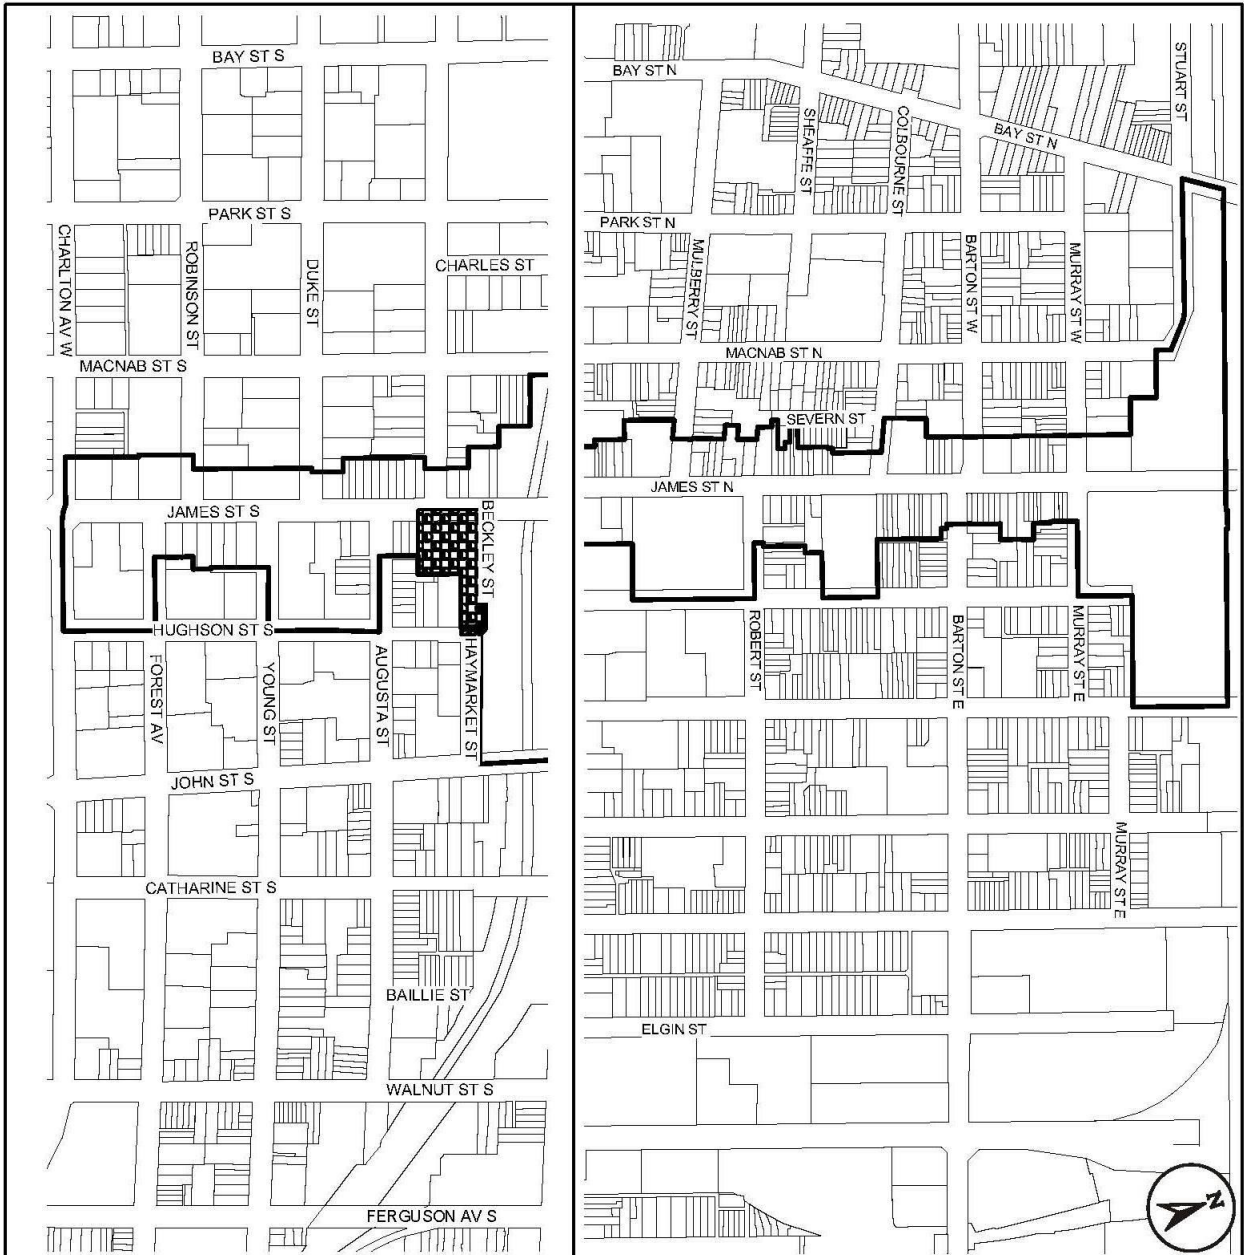 BAY ST S
PARK ST S
CHARLTON AV W
ROBINSON ST
DUKE ST
CHARLES ST
MACNAB ST S
JAMES ST S
BECKLEY ST
HUGHSON ST S
FOREST AV
YOUNG ST
AUGUSTA ST
HAYMARKET ST
JOHN ST S
CATHARINE ST S
BAILLIE ST
WALNUT ST S
FERGUSON AV S
BAY ST N
STUART ST
SHEAFFE ST
COLBOURNE ST
BAY ST N
PARK ST N
MULBERRY ST
BARTON ST W
MURRAY ST W
MACNAB ST N
SEVERN ST
JAMES ST N
ROBERT ST
BARTON ST E
MURRAY ST E
MURRAY ST E
ELGIN ST
N